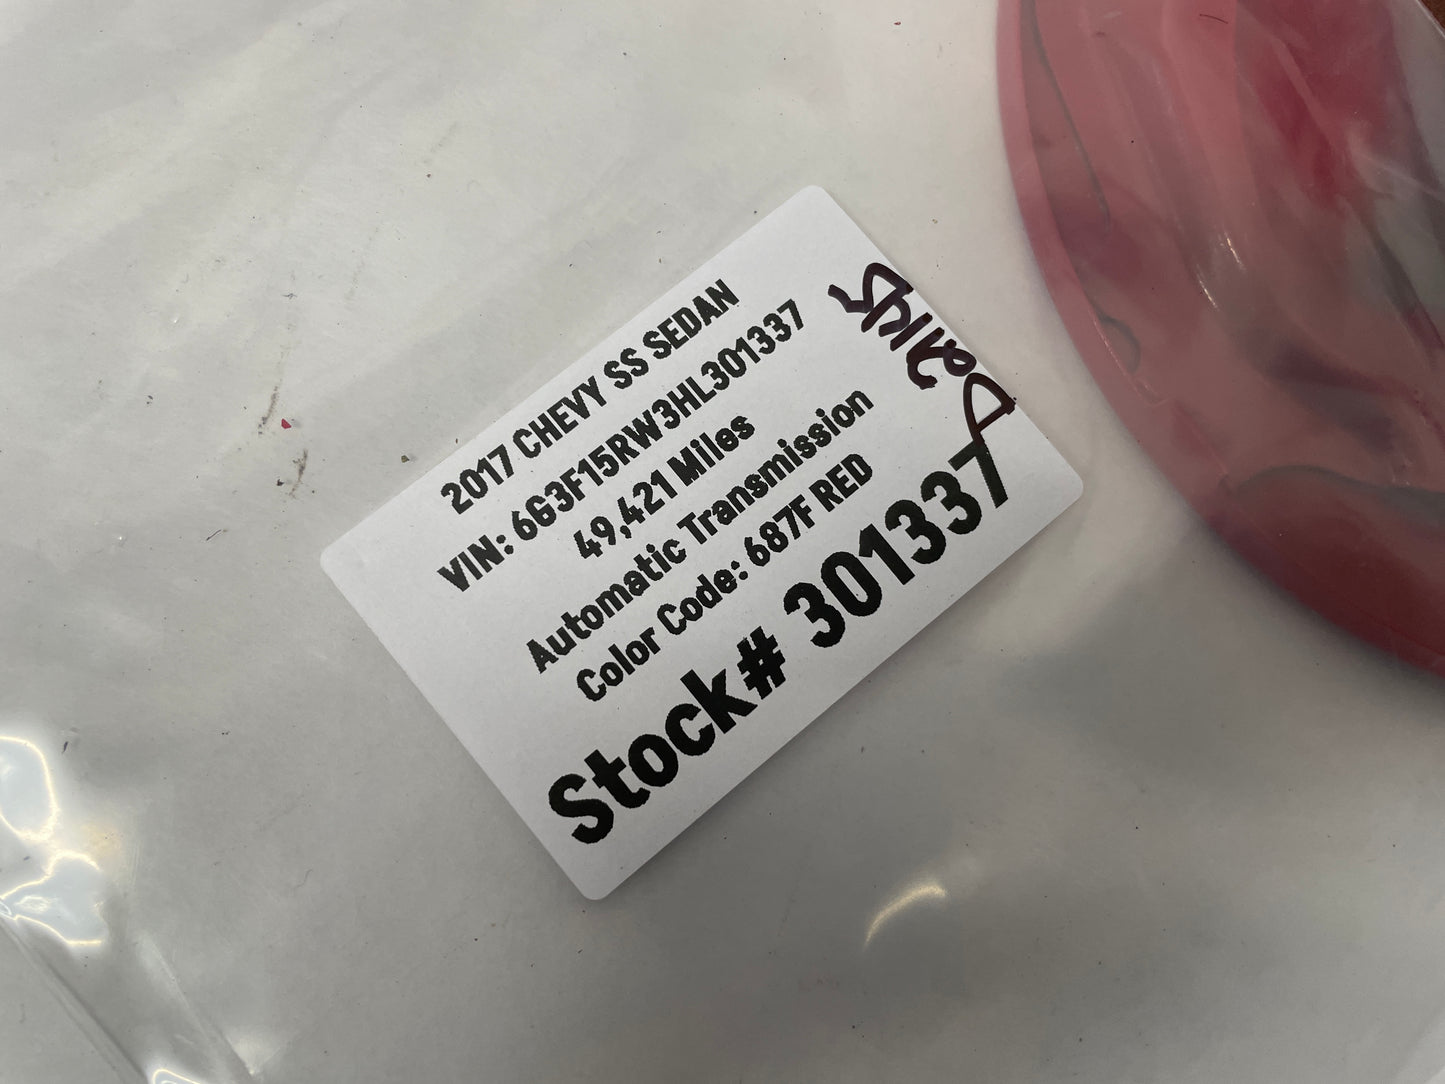 2017 CHEVY SS SEDAN
VIN: 6G3F15RW3HL301337
49,421 Miles
Automatic Transmission
Color Code: 687F RED
Stock# 301337